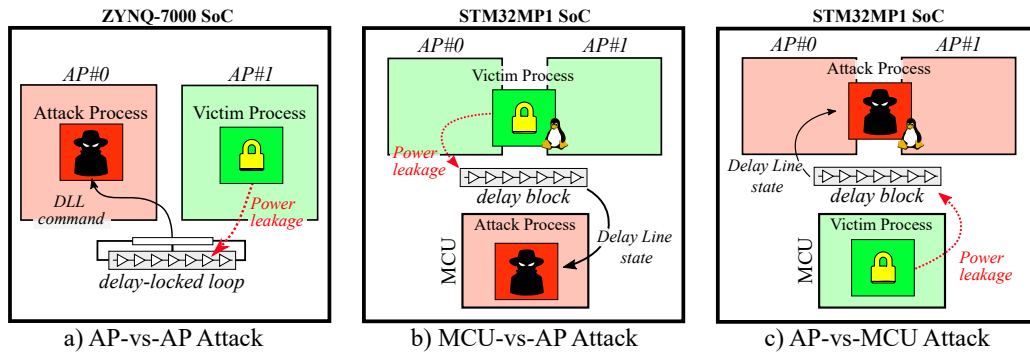 ZYNQ-7000 SoC
AP#0
AP#1
Attack Process
Victim Process
DLL
command
Power
leakage
delay-locked loop
a) AP-vs-AP Attack
STM32MP1 SoC
AP#0
AP#1
Victim Process
Power
leakage
delay block
Attack Process
MCU
Delay Line
state
b) MCU-vs-AP Attack
STM32MP1 SoC
AP#0
AP#1
Attack Process
Delay Line
state
delay block
Victim Process
MCU
Power
leakage
c) AP-vs-MCU Attack